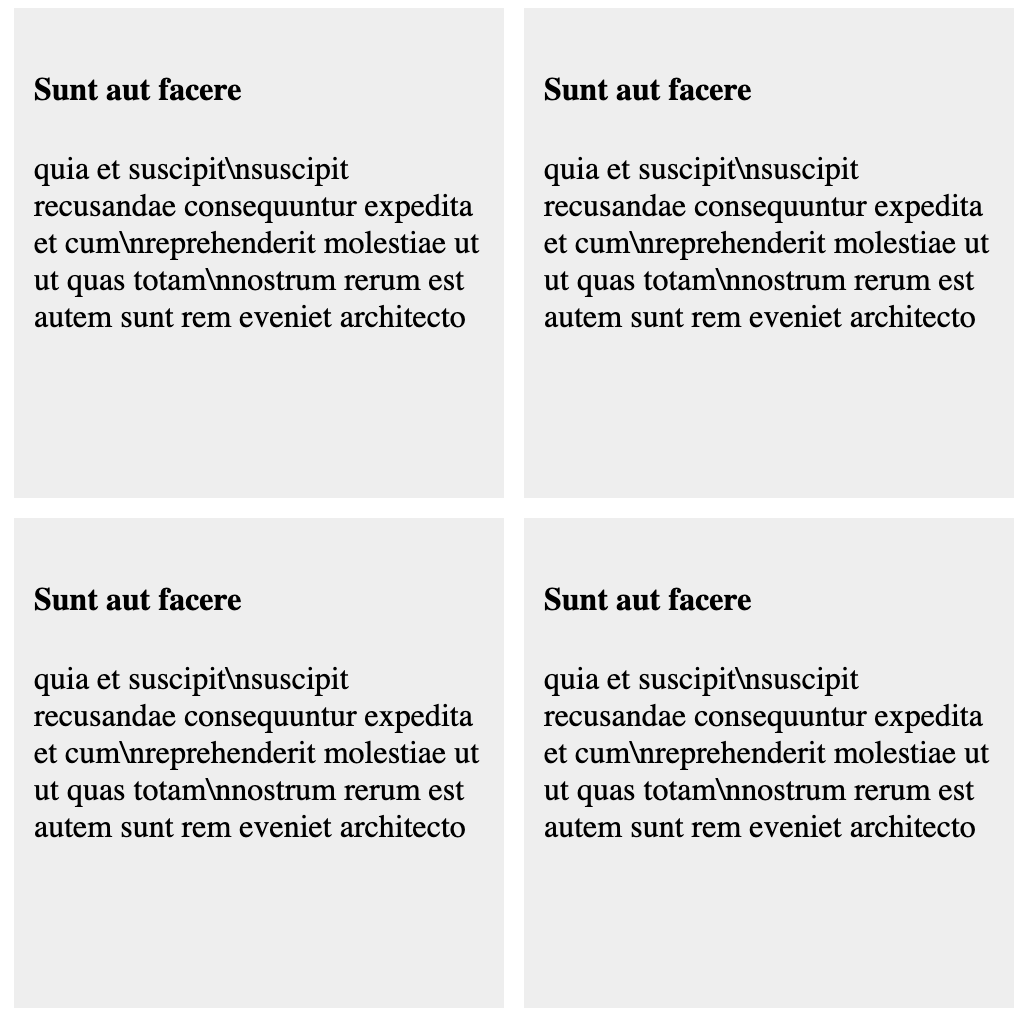 Sunt aut facere
quia et suscipit\nsuscipit
recusandae consequuntur expedita
et cum\nreprehenderit molestiae ut
ut quas totam\nnostrum rerum est
autem sunt rem eveniet architecto
Sunt aut facere
quia et suscipit\nsuscipit
recusandae consequuntur expedita
et cum\nreprehenderit molestiae ut
ut quas totam\nnostrum rerum est
autem sunt rem eveniet architecto
Sunt aut facere
quia et suscipit\nsuscipit
recusandae consequuntur expedita
et cum\nreprehenderit molestiae ut
ut quas totam\nnostrum rerum est
autem sunt rem eveniet architecto
Sunt aut facere
quia et suscipit\nsuscipit
recusandae consequuntur expedita
et cum\nreprehenderit molestiae ut
ut quas totam\nnostrum rerum est
autem sunt rem eveniet architecto